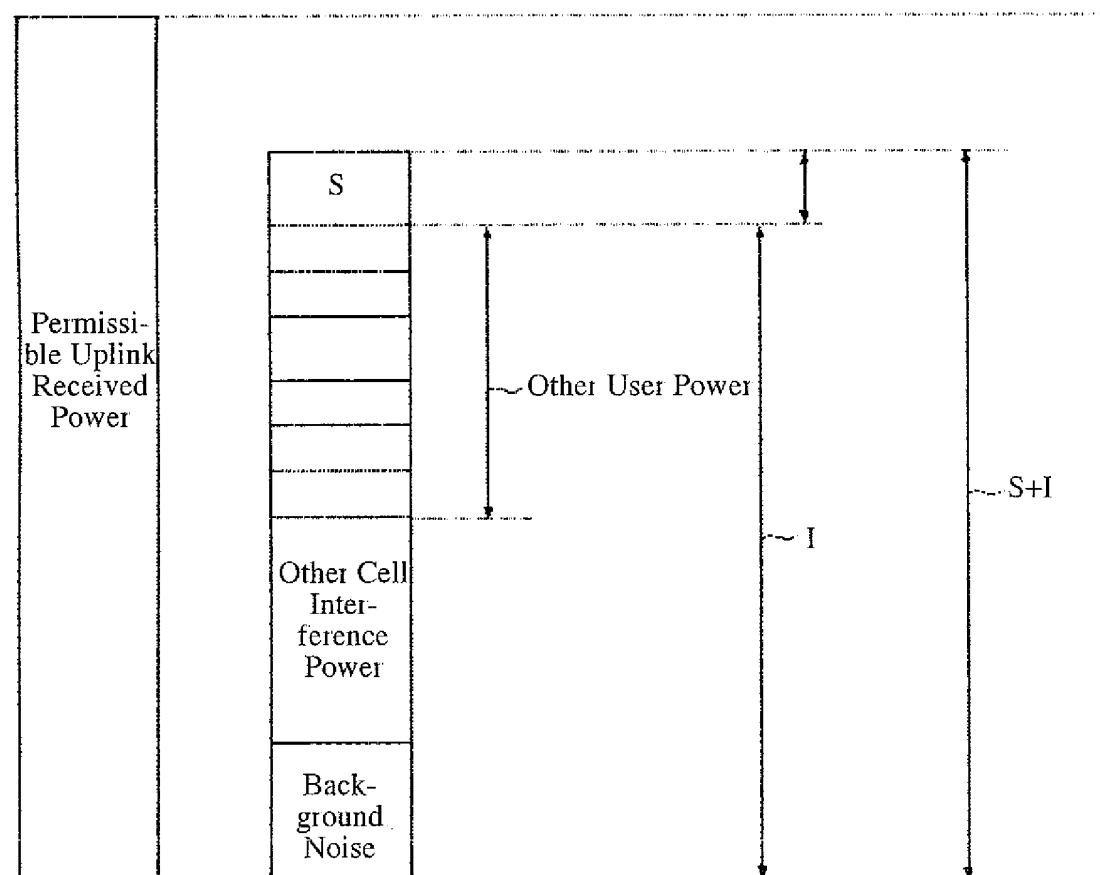 S
Permissi-
ble Uplink
Received
Power
Other User Power
S+I
I
Other Cell
Inter-
ference
Power
Back-
ground
Noise